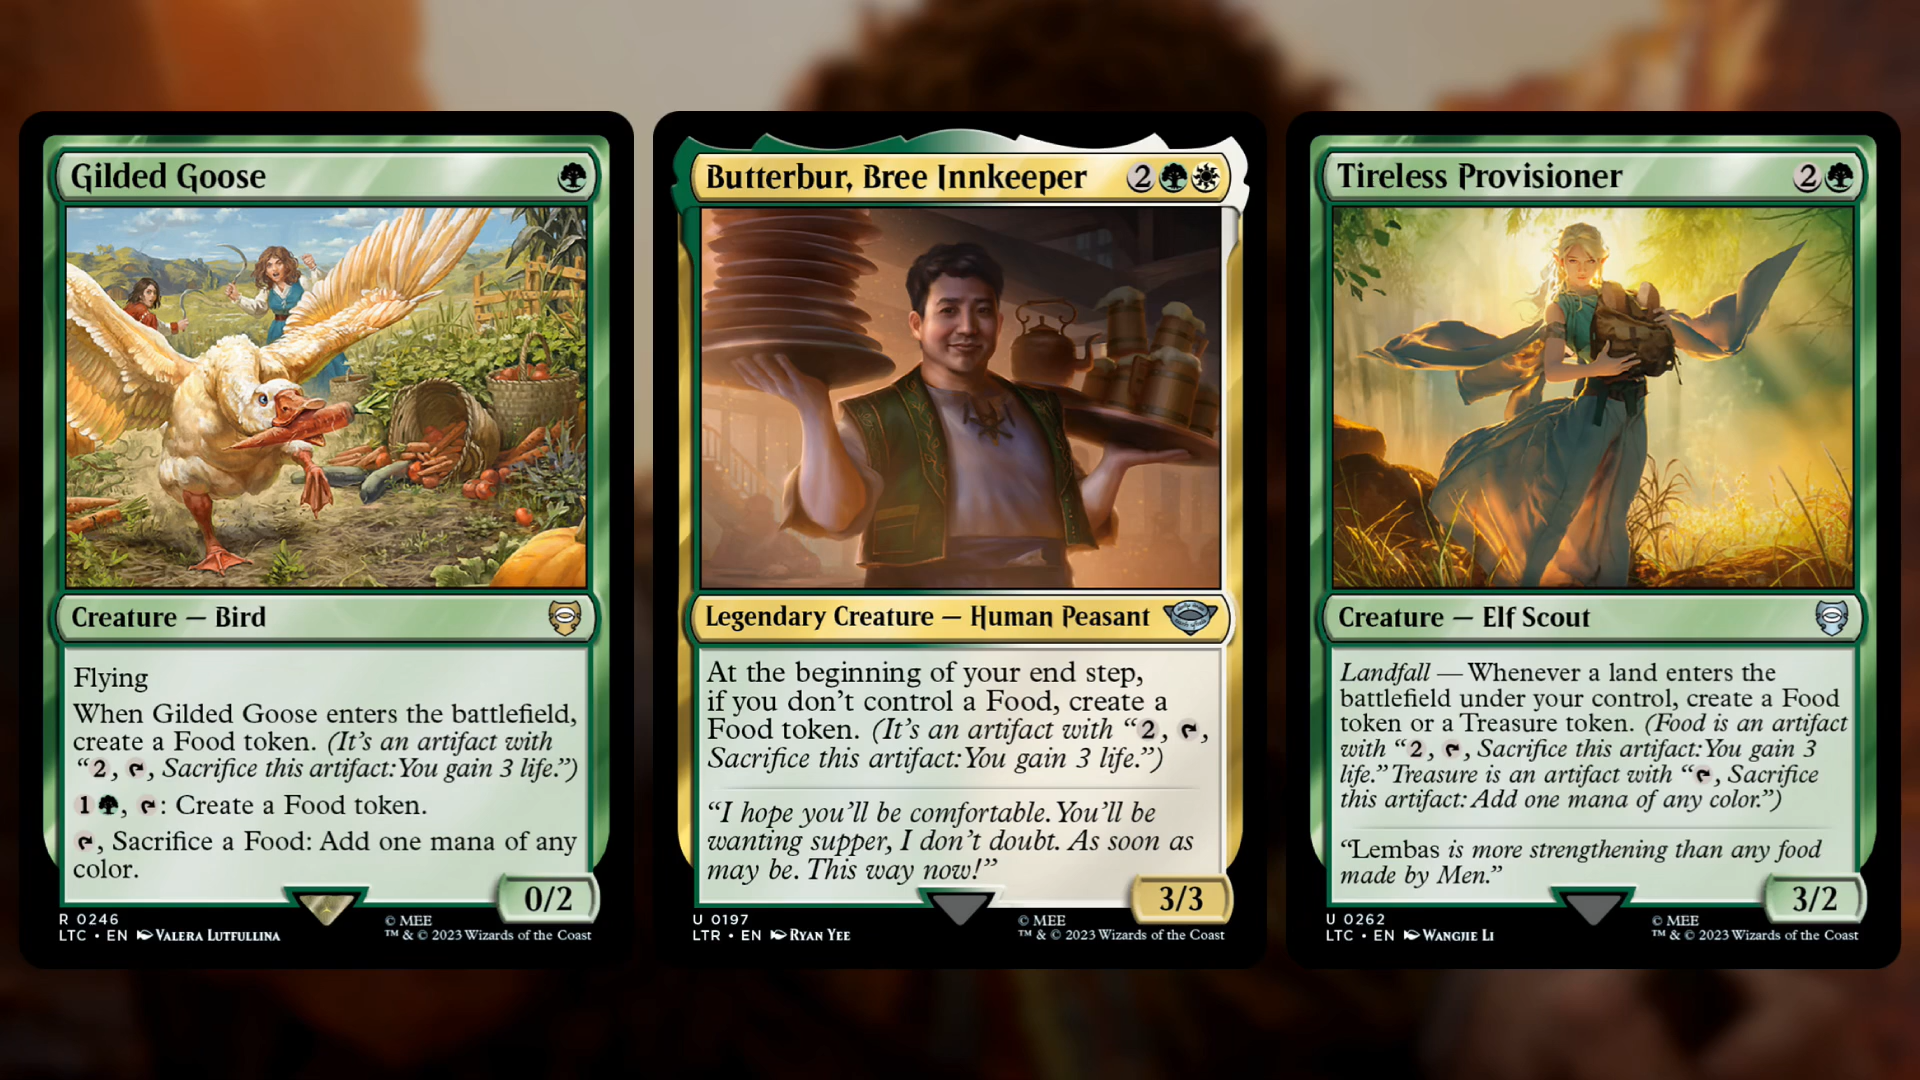 Gilded Goose
Creature — Bird
Flying
When Gilded Goose enters the battlefield,
create a Food token. (It's an artifact with
“2, , Sacrifice this artifact: You gain 3 life.”)
1 , : Create a Food token.
, Sacrifice a Food: Add one mana of any
color.
0/2
R 0246
LTC • EN VALERA LUTFULLINA
© MEE
™ & © 2023 Wizards of the Coast
Butterbur, Bree Innkeeper
2
Legendary Creature — Human Peasant
At the beginning of your end step,
if you don't control a Food, create a
Food token. (It's an artifact with “2, ,
Sacrifice this artifact: You gain 3 life.”)
“I hope you'll be comfortable. You'll be
wanting supper, I don't doubt. As soon as
may be. This way now!”
3/3
U 0197
LTR • EN RYAN YEE
© MEE
™ & © 2023 Wizards of the Coast
Tireless Provisioner
2
Creature — Elf Scout
Landfall — Whenever a land enters the
battlefield under your control, create a Food
token or a Treasure token. (Food is an artifact
with “2, , Sacrifice this artifact: You gain 3
life.” Treasure is an artifact with “ , Sacrifice
this artifact: Add one mana of any color.”)
“Lembas is more strengthening than any food
made by Men.”
3/2
U 0262
LTC • EN WANGJIE LI
© MEE
™ & © 2023 Wizards of the Coast